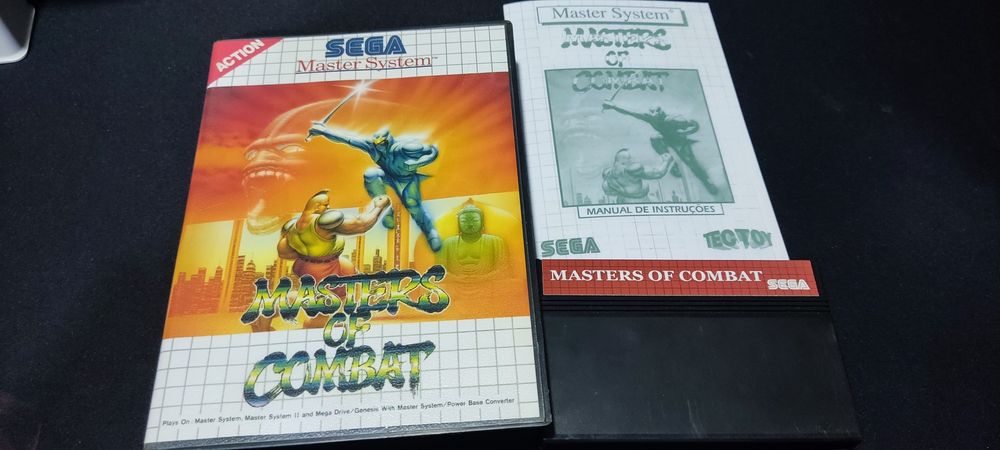 ACTION
SEGA
Master System™
MASTERS
OF
COMBAT
Plays On: Master System, Master System II and Mega Drive/Genesis With Master System/Power Base Converter
Master System®
MASTERS
OF
COMBAT
MANUAL DE INSTRUÇÕES
SEGA
TECTOY
MASTERS OF COMBAT
SEGA